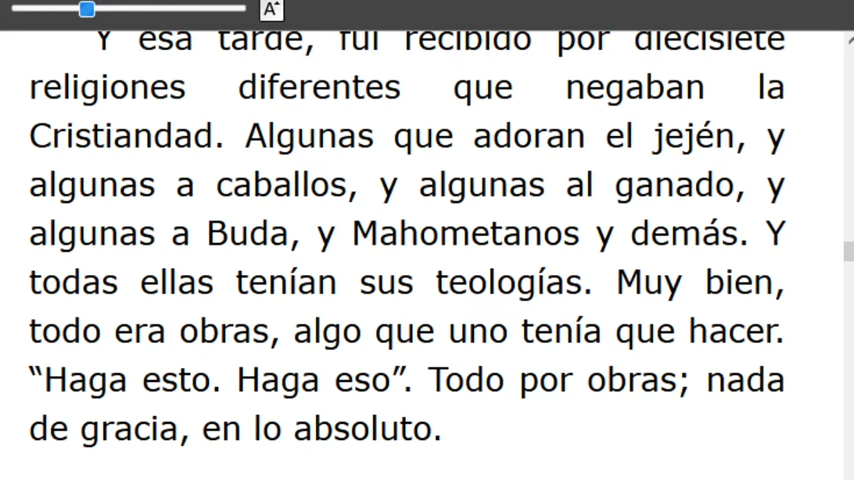 A
Y esa tarde, fui recibido por diecisiete
religiones diferentes que negaban la
Cristiandad. Algunas que adoran el jején, y
algunas a caballos, y algunas al ganado, y
algunas a Buda, y Mahometanos y demás. Y
todas ellas tenían sus teologías. Muy bien,
todo era obras, algo que uno tenía que hacer.
“Haga esto. Haga eso”. Todo por obras; nada
de gracia, en lo absoluto.